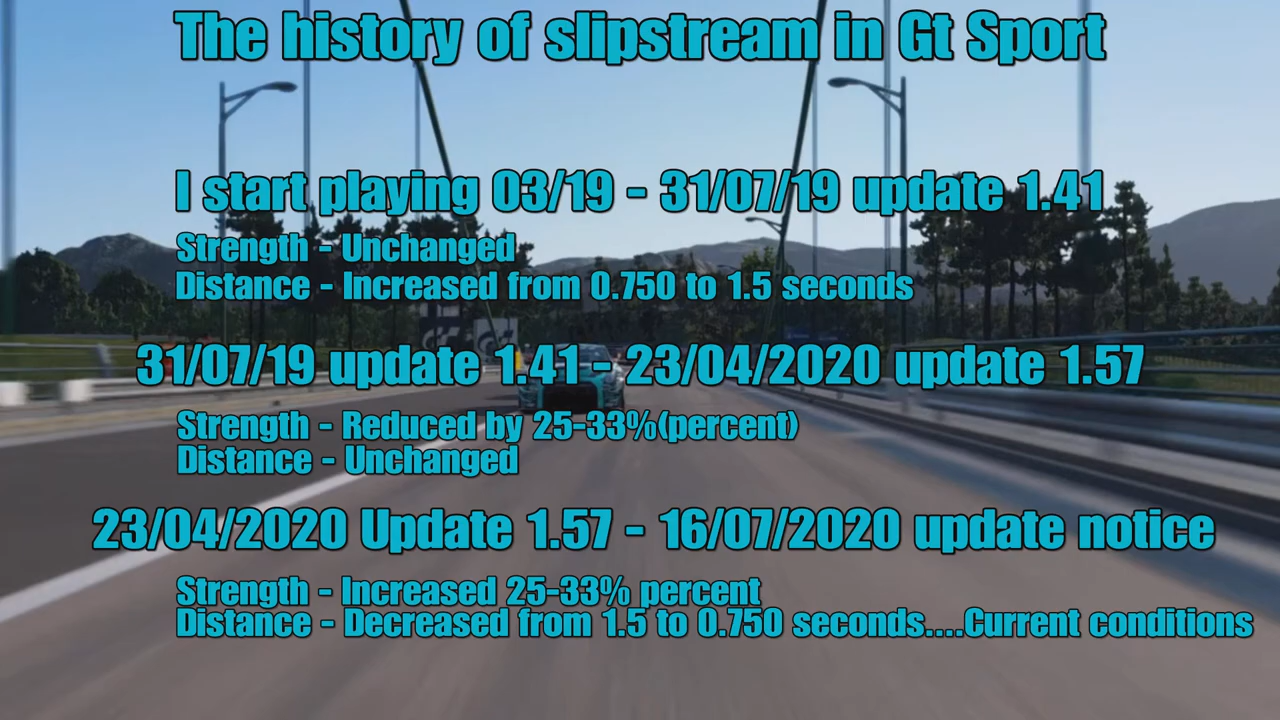 The history of slipstream in Gt Sport
I start playing 03/19 - 31/07/19 update 1.41
Strength - Unchanged
Distance - Increased from 0.750 to 1.5 seconds
31/07/19 update 1.41 - 23/04/2020 update 1.57
Strength - Reduced by 25-33%(percent)
Distance - Unchanged
23/04/2020 Update 1.57 - 16/07/2020 update notice
Strength - Increased 25-33% percent
Distance - Decreased from 1.5 to 0.750 seconds....Current conditions